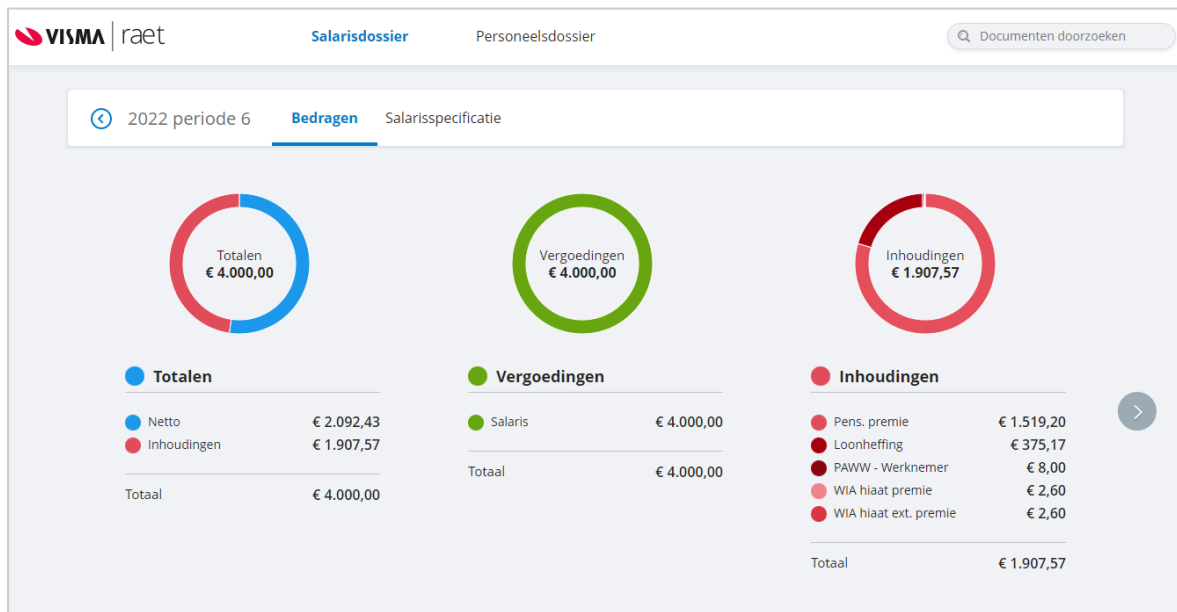 VISMA | raet
Salarisdossier
Personeelsdossier
Documenten doorzoeken
2022 periode 6
Bedragen
Salarisspecificatie
Totalen
€ 4.000,00
Vergoedingen
€ 4.000,00
Inhoudingen
€ 1.907,57
Totalen
Netto € 2.092,43
Inhoudingen € 1.907,57
Totaal € 4.000,00
Vergoedingen
Salaris € 4.000,00
Totaal € 4.000,00
Inhoudingen
Pens. premie € 1.519,20
Loonheffing € 375,17
PAWW - Werknemer € 8,00
WIA hiaat premie € 2,60
WIA hiaat ext. premie € 2,60
Totaal € 1.907,57